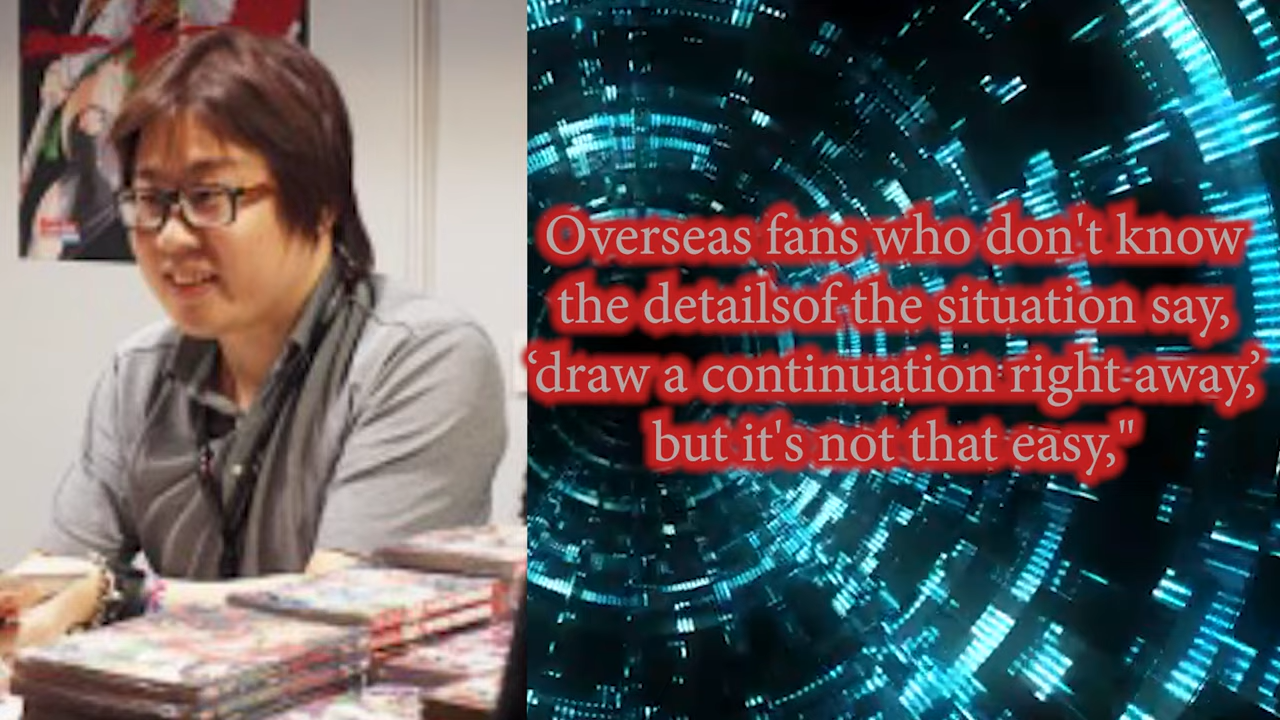 Overseas fans who don't know
the detailsof the situation say,
‘draw a continuation right away,’
but it's not that easy,"